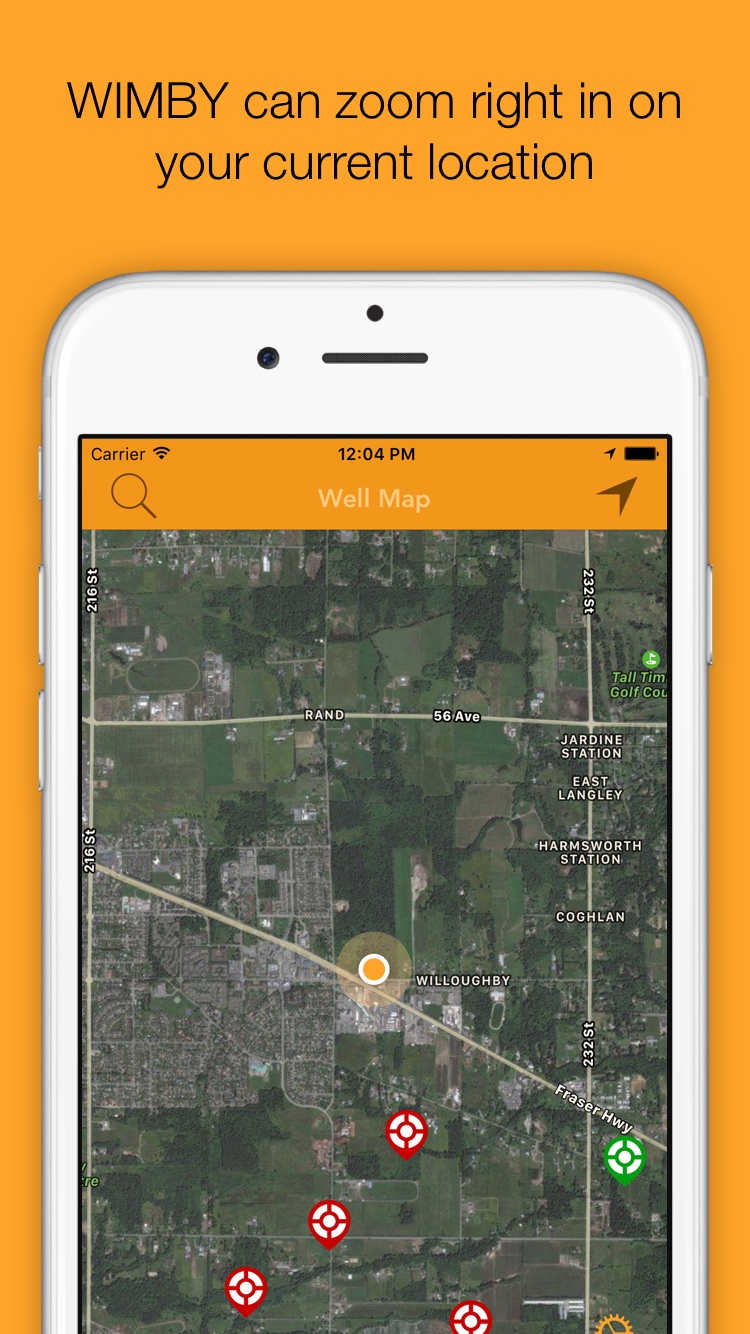 WIMBY can zoom right in on
your current location
Carrier
12:04 PM
Well Map
216 St
232 St
Tall Tim
Golf Cou
RAND
56 Ave
JARDINE
STATION
EAST
LANGLEY
216 St
HARMSWORTH
STATION
COGHLAN
WILLOUGHBY
232 St
Fraser Hwy